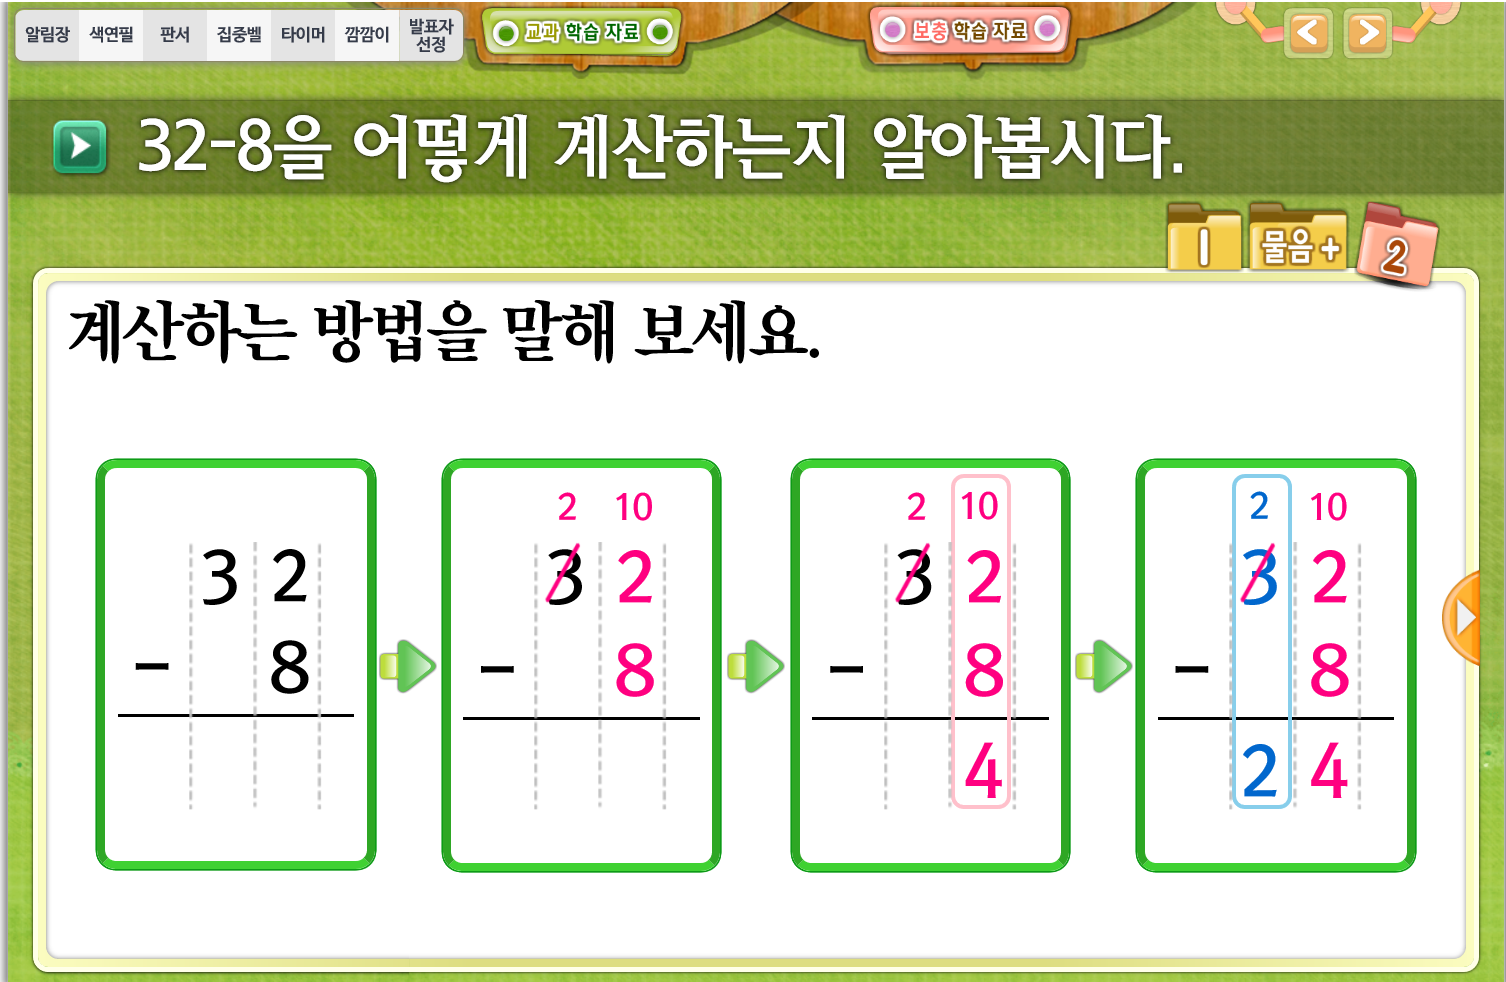 알림장 색연필 판서 집중벨 타이머 깜깜이 발표자 선정
교과 학습 자료
보충 학습 자료
32-8을 어떻게 계산하는지 알아봅시다.
1 물음+ 2
계산하는 방법을 말해 보세요.
2 10 2 10 2 10
3 2 3 2 3 2 3 2
- 8 - 8 - 8 - 8
4 2 4